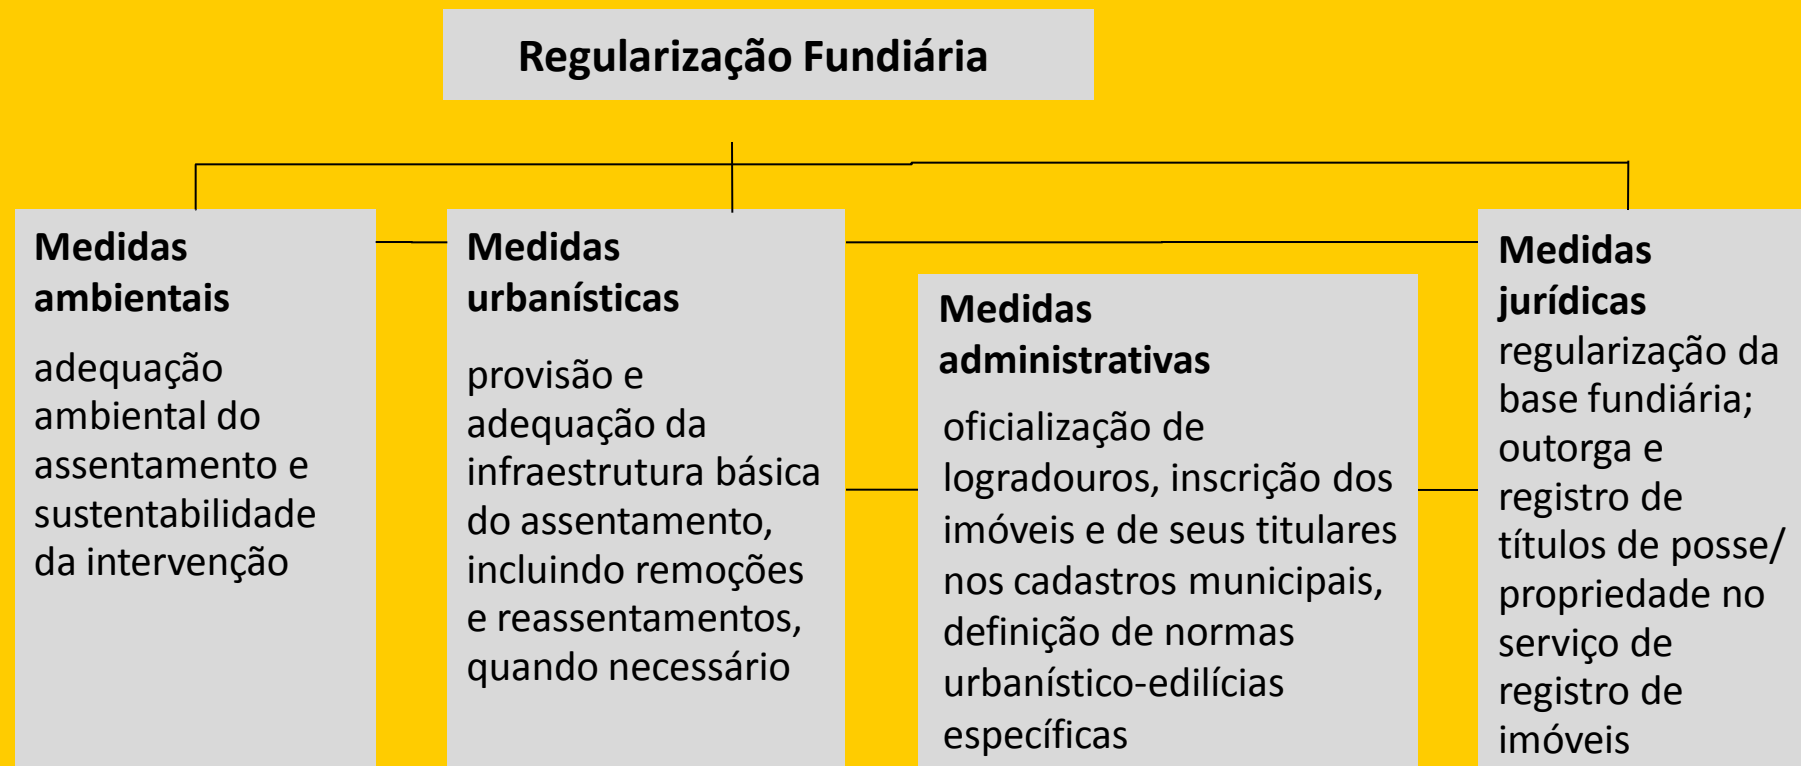 Regularização Fundiária
Medidas
ambientais
adequação
ambiental do
assentamento e
sustentabilidade
da intervenção
Medidas
urbanísticas
provisão e
adequação da
infraestrutura básica
do assentamento,
incluindo remoções
e reassentamentos,
quando necessário
Medidas
administrativas
oficialização de
logradouros, inscrição dos
imóveis e de seus titulares
nos cadastros municipais,
definição de normas
urbanístico-edilícias
específicas
Medidas
jurídicas
regularização da
base fundiária;
outorga e
registro de
títulos de posse/
propriedade no
serviço de
registro de
imóveis